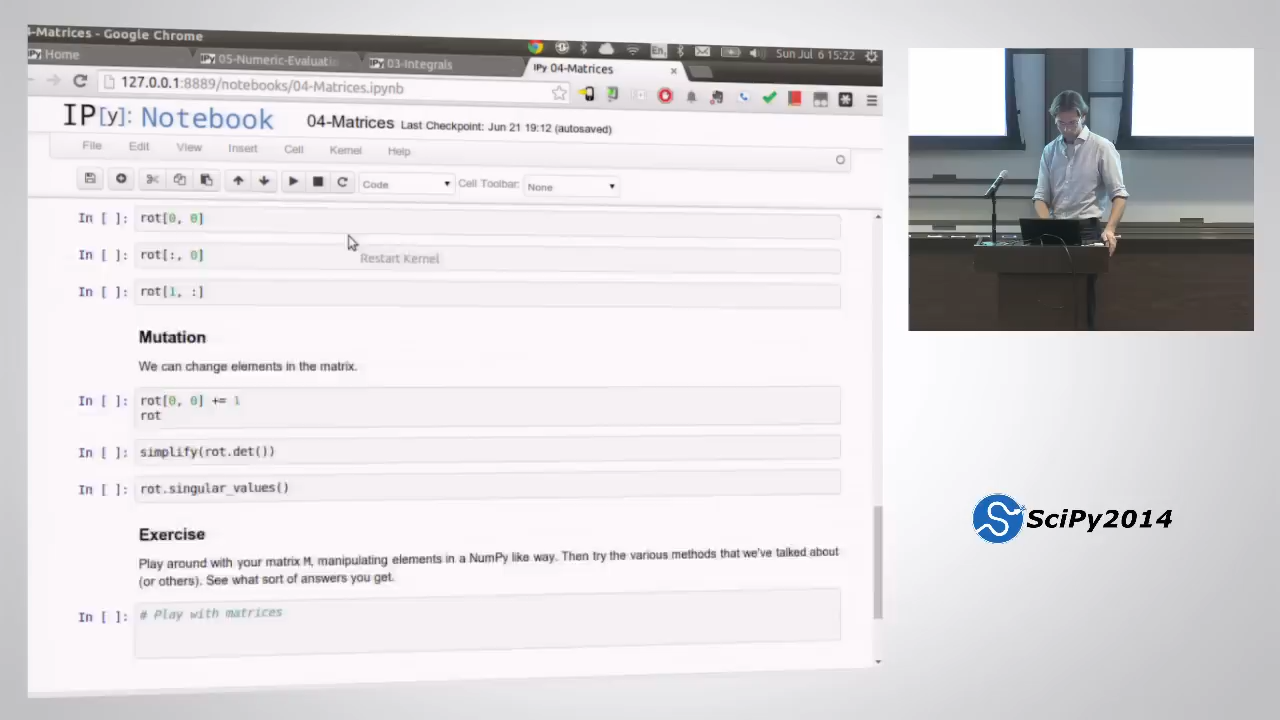 4-Matrices - Google Chrome
En
Sun Jul 6 15:22
IPy Home
IPy 05-Numeric-Evaluatio
IPy 03-Integrals
IPy 04-Matrices
127.0.0.1:8889/notebooks/04-Matrices.ipynb
IP[y]: Notebook 04-Matrices Last Checkpoint: Jun 21 19:12 (autosaved)
File Edit View Insert Cell Kernel Help
Code Cell Toolbar: None
In [ ]: rot[0, 0]
Restart Kernel
In [ ]: rot[:, 0]
In [ ]: rot[1, :]
Mutation
We can change elements in the matrix.
In [ ]: rot[0, 0] += 1
rot
In [ ]: simplify(rot.det())
In [ ]: rot.singular_values()
Exercise
Play around with your matrix M, manipulating elements in a NumPy like way. Then try the various methods that we've talked about
(or others). See what sort of answers you get.
In [ ]: # Play with matrices
SciPy2014